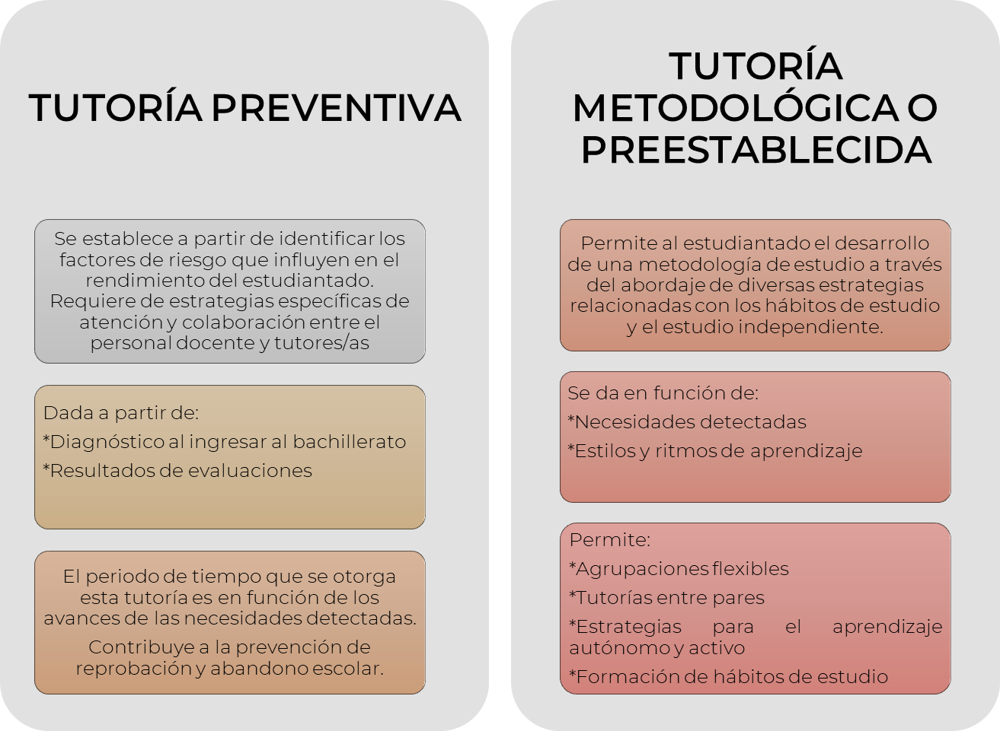 TUTORÍA PREVENTIVA
Se establece a partir de identificar los
factores de riesgo que influyen en el
rendimiento del estudiantado.
Requiere de estrategias específicas de
atención y colaboración entre el
personal docente y tutores/as
Dada a partir de:
*Diagnóstico al ingresar al bachillerato
*Resultados de evaluaciones
El periodo de tiempo que se otorga
esta tutoría es en función de los
avances de las necesidades detectadas.
Contribuye a la prevención de
reprobación y abandono escolar.
TUTORÍA
METODOLÓGICA O
PREESTABLECIDA
Permite al estudiantado el desarrollo
de una metodología de estudio a través
del abordaje de diversas estrategias
relacionadas con los hábitos de estudio
y el estudio independiente.
Se da en función de:
*Necesidades detectadas
*Estilos y ritmos de aprendizaje
Permite:
*Agrupaciones flexibles
*Tutorías entre pares
*Estrategias para el aprendizaje
autónomo y activo
*Formación de hábitos de estudio